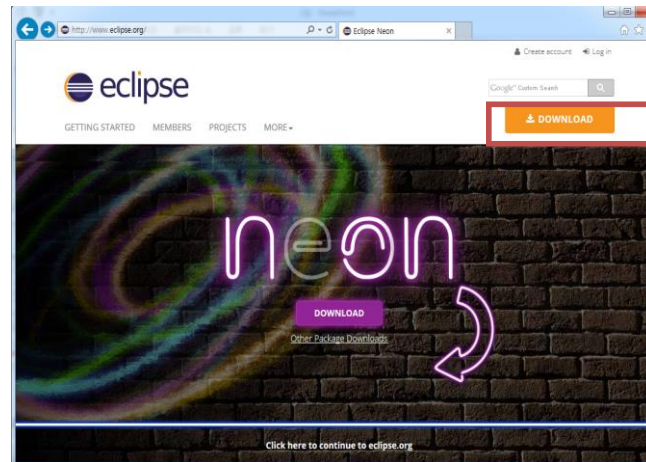 http://www.eclipse.org/
Eclipse Neon
Create account Log in
eclipse
Google™ Custom Search
DOWNLOAD
GETTING STARTED MEMBERS PROJECTS MORE
neon
DOWNLOAD
Other Package Downloads
Click here to continue to eclipse.org